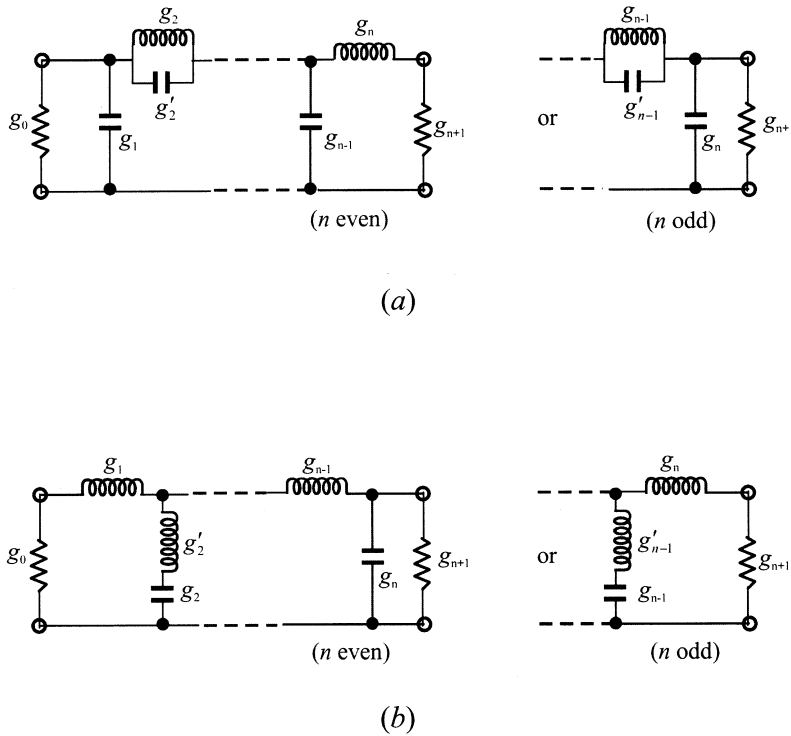 g₂
gₙ
gₙ₋₁
g′₂
g′ₙ₋₁
g₀
g₁
gₙ₋₁
gₙ₊₁
or
gₙ
gₙ₊
(n even)
(n odd)
(a)
g₁
gₙ₋₁
gₙ
g′₂
g′ₙ₋₁
g₀
gₙ₊₁
or
gₙ₊₁
g₂
gₙ
gₙ₋₁
(n even)
(n odd)
(b)